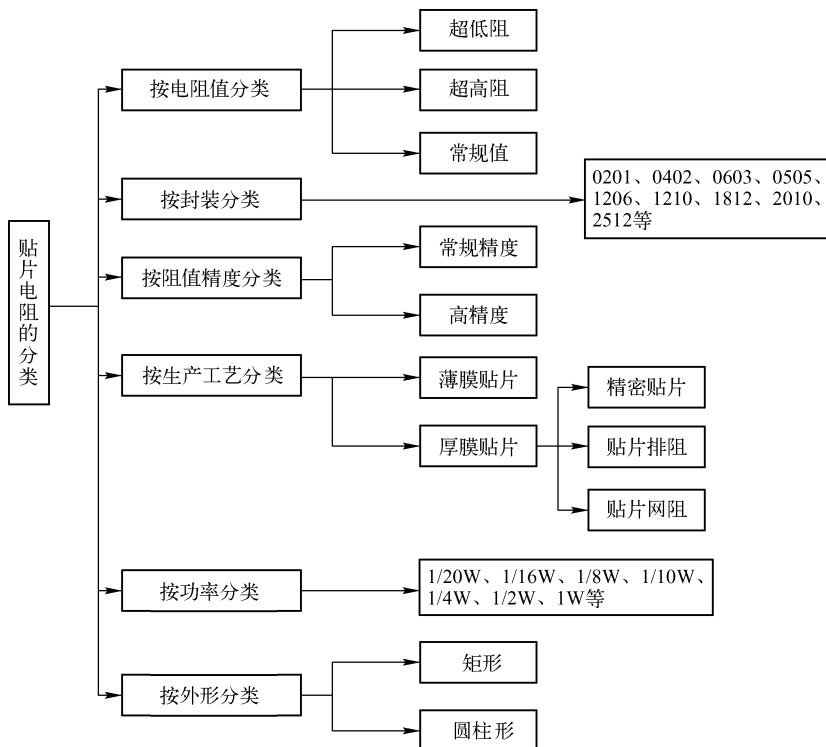 贴片电阻的分类
按电阻值分类
超低阻
超高阻
常规值
按封装分类
0201、0402、0603、0505、
1206、1210、1812、2010、
2512等
按阻值精度分类
常规精度
高精度
按生产工艺分类
薄膜贴片
厚膜贴片
精密贴片
贴片排阻
贴片网阻
按功率分类
1/20W、1/16W、1/8W、1/10W、
1/4W、1/2W、1W等
按外形分类
矩形
圆柱形